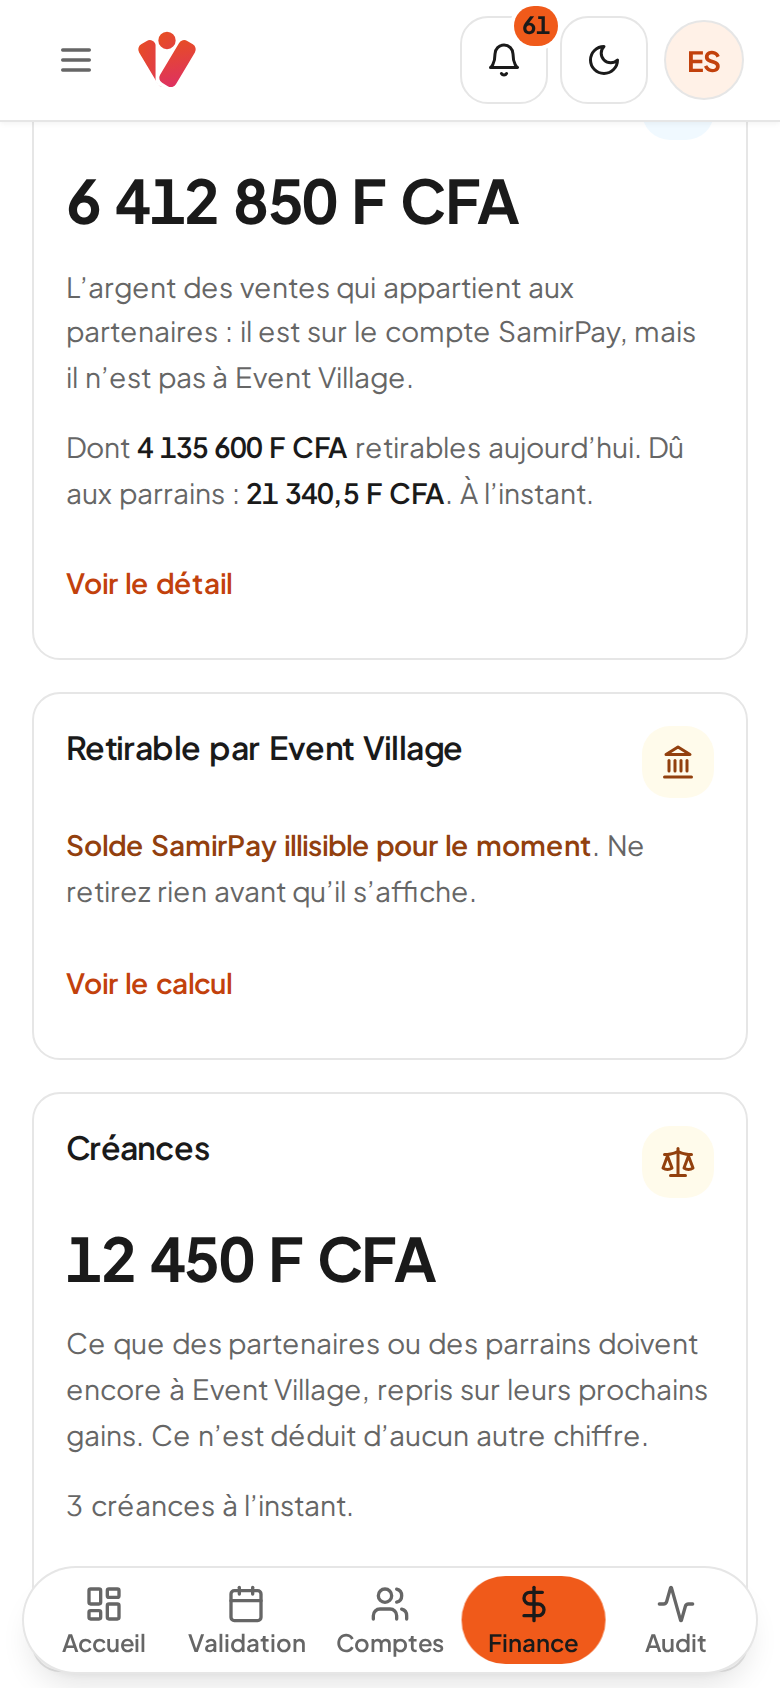 61
ES
6 412 850 F CFA
L’argent des ventes qui appartient aux
partenaires : il est sur le compte SamirPay, mais
il n’est pas à Event Village.
Dont 4 135 600 F CFA retirables aujourd’hui. Dû
aux parrains : 21 340,5 F CFA. À l’instant.
Voir le détail
Retirable par Event Village
Solde SamirPay illisible pour le moment. Ne
retirez rien avant qu’il s’affiche.
Voir le calcul
Créances
12 450 F CFA
Ce que des partenaires ou des parrains doivent
encore à Event Village, repris sur leurs prochains
gains. Ce n’est déduit d’aucun autre chiffre.
3 créances à l’instant.
Accueil Validation Comptes Finance Audit